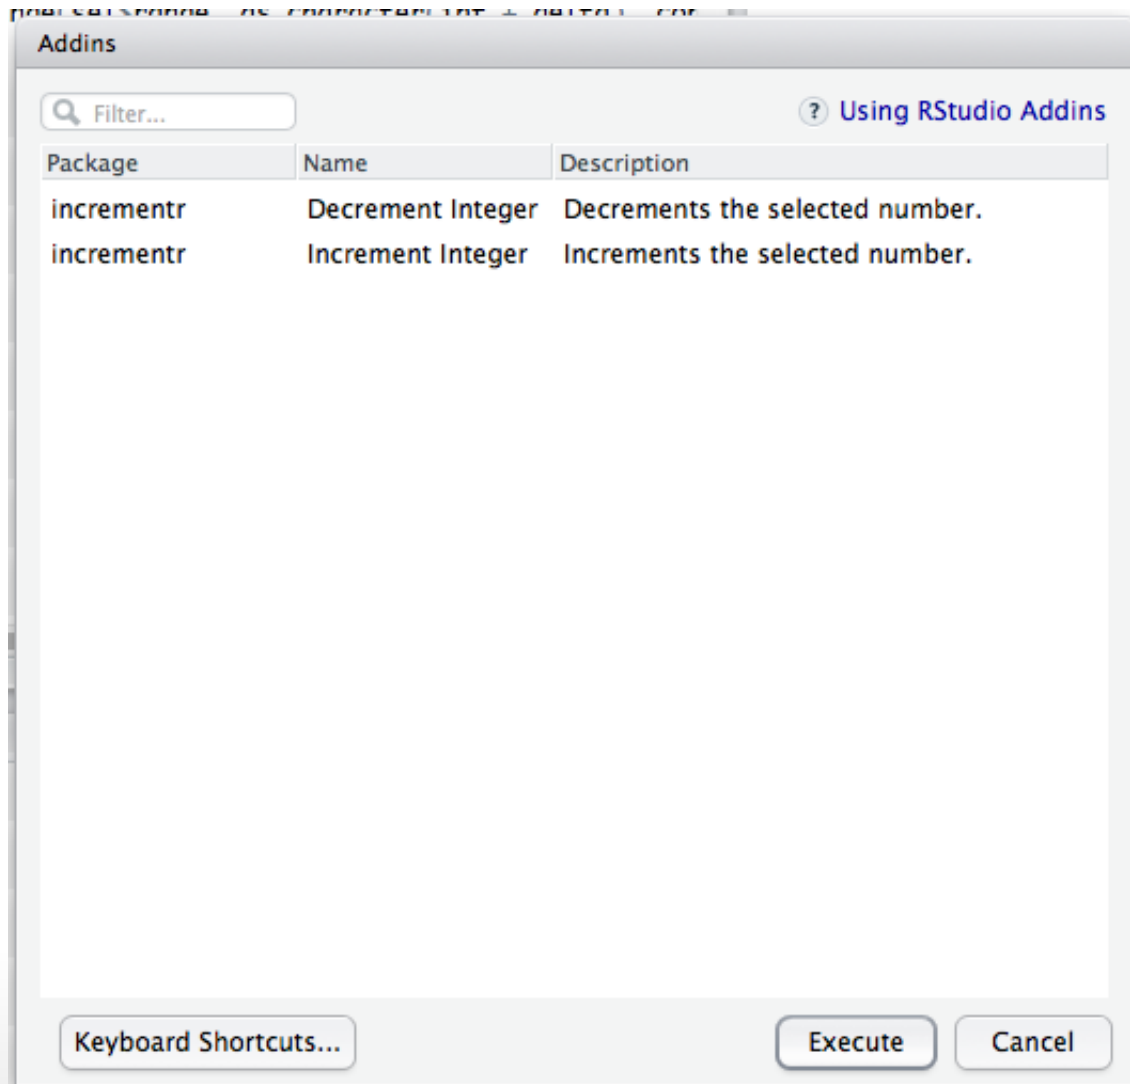 Addins
Filter...
? Using RStudio Addins
Package Name Description
incrementr Decrement Integer Decrements the selected number.
incrementr Increment Integer Increments the selected number.
Keyboard Shortcuts... Execute Cancel